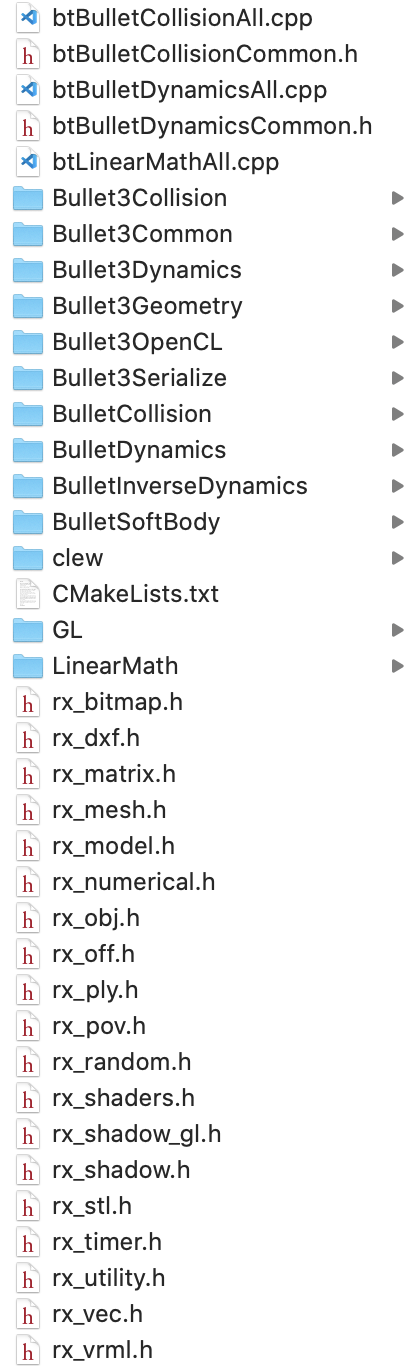 btBulletCollisionAll.cpp
btBulletCollisionCommon.h
btBulletDynamicsAll.cpp
btBulletDynamicsCommon.h
btLinearMathAll.cpp
Bullet3Collision
Bullet3Common
Bullet3Dynamics
Bullet3Geometry
Bullet3OpenCL
Bullet3Serialize
BulletCollision
BulletDynamics
BulletInverseDynamics
BulletSoftBody
clew
CMakeLists.txt
GL
LinearMath
rx_bitmap.h
rx_dxf.h
rx_matrix.h
rx_mesh.h
rx_model.h
rx_numerical.h
rx_obj.h
rx_off.h
rx_ply.h
rx_pov.h
rx_random.h
rx_shaders.h
rx_shadow_gl.h
rx_shadow.h
rx_stl.h
rx_timer.h
rx_utility.h
rx_vec.h
rx_vrml.h